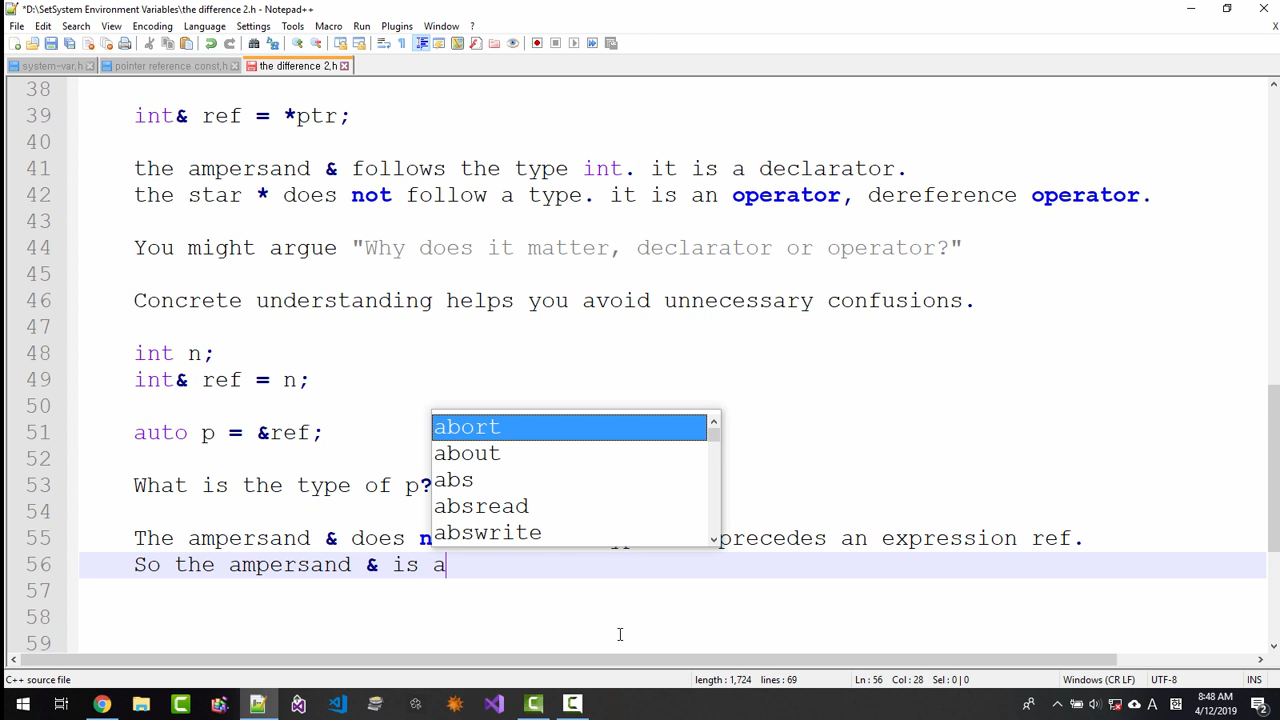 *D:\SetSystem Environment Variables\the difference 2.h - Notepad++
File Edit Search View Encoding Language Settings Tools Macro Run Plugins Window ?
system-var.h pointer reference const.h the difference 2.h
38
39 int& ref = *ptr;
40
41 the ampersand & follows the type int. it is a declarator.
42 the star * does not follow a type. it is an operator, dereference operator.
43
44 You might argue "Why does it matter, declarator or operator?"
45
46 Concrete understanding helps you avoid unnecessary confusions.
47
48 int n;
49 int& ref = n;
50
51 auto p = &ref;
52
53 What is the type of p?
54
55 The ampersand & does precedes an expression ref.
56 So the ampersand & is a
57
58
59
abort
about
abs
absread
abswrite
C++ source file length : 1,724 lines : 69 Ln : 56 Col : 28 Sel : 0 | 0 Windows (CR LF) UTF-8 INS
8:48 AM
4/12/2019